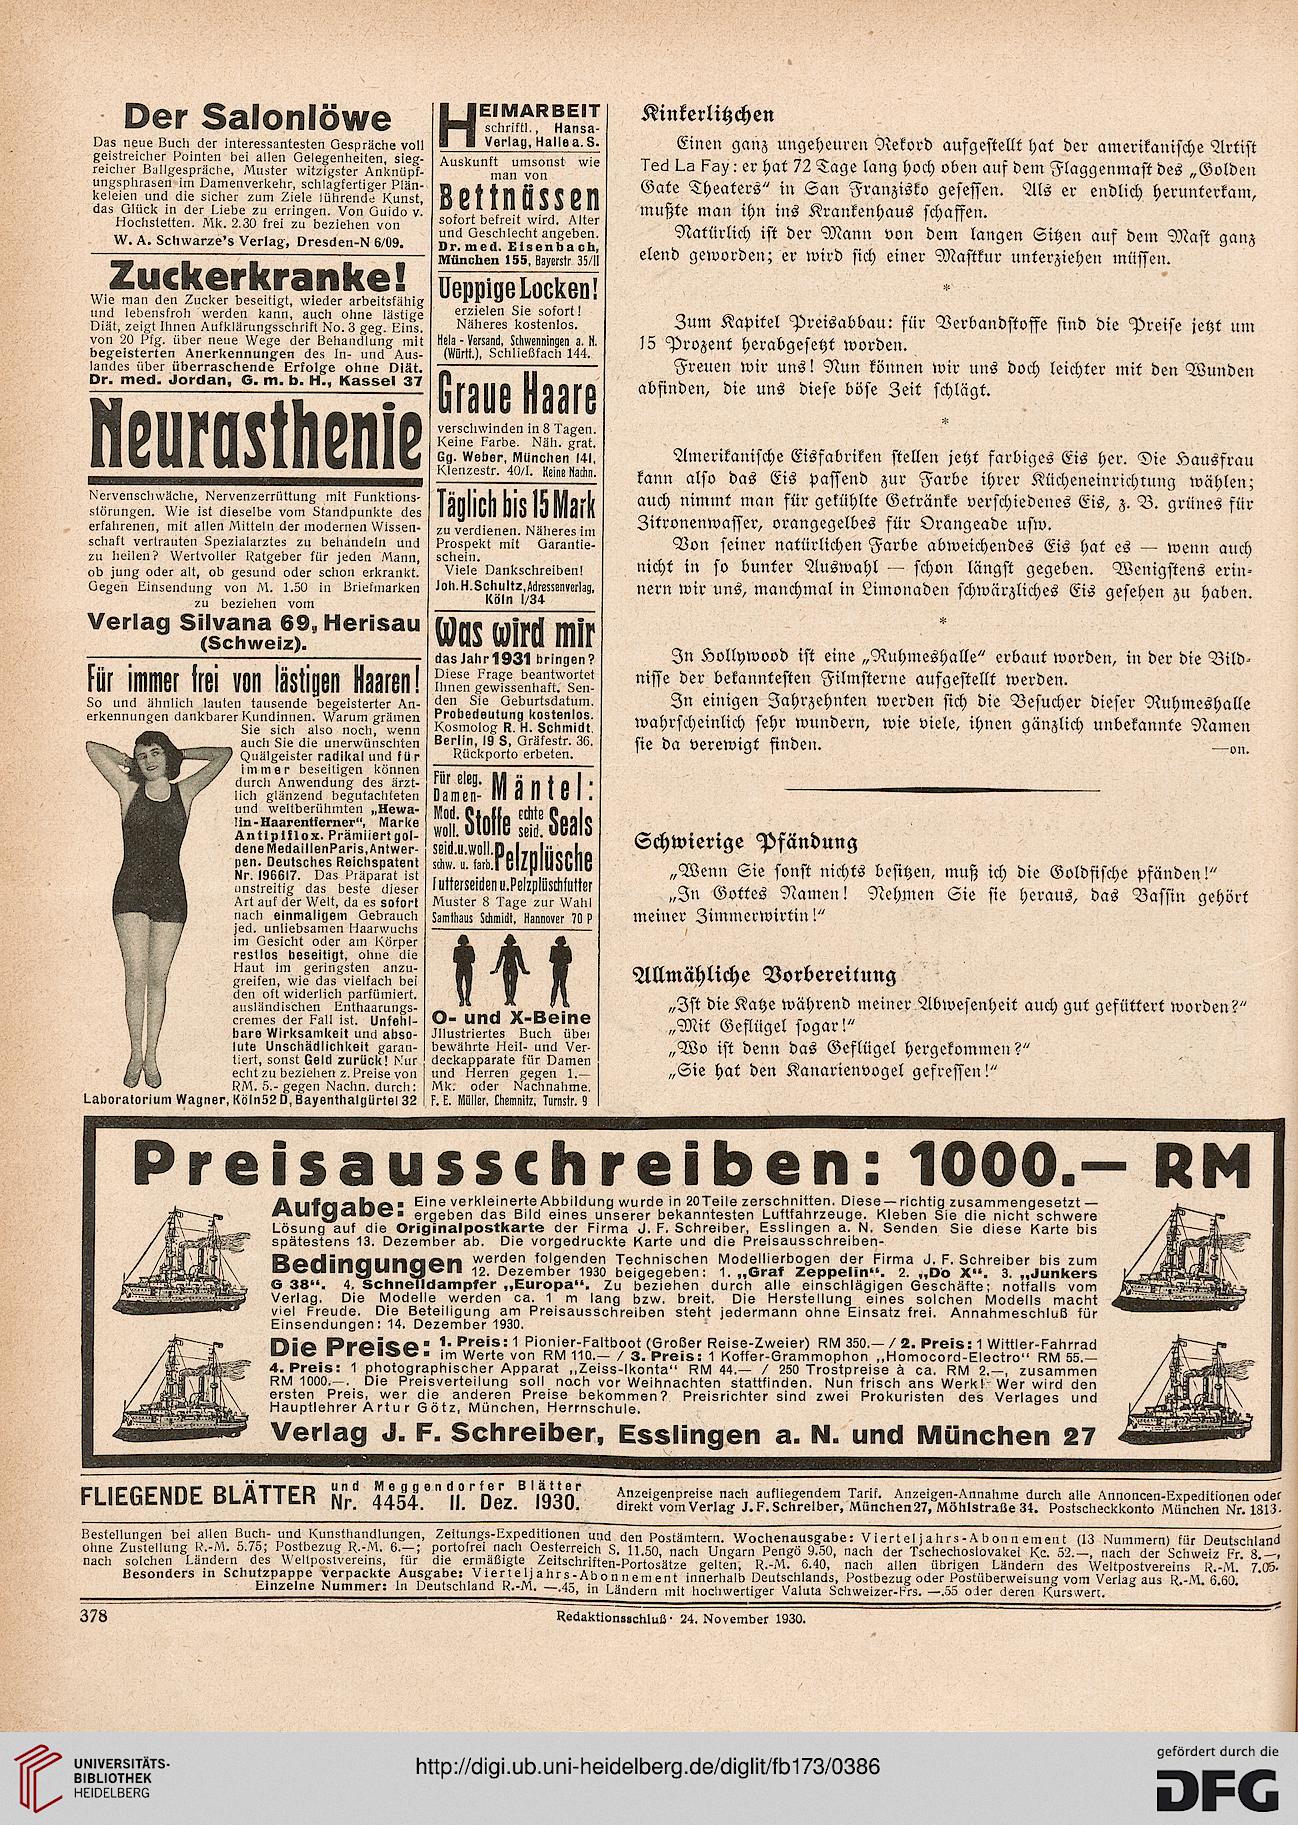 Der Salonlöwe
Das neue Buch der interessantesten Gespräche voll
geistreicher Pointen bei allen Gelegenheiten, sieg-
reicher Ballgespräche, Muster witzigster Anknüpf-
ungsphrasen im Damenverkehr, schlagfertiger Plän-
keleien und die sicher zum Ziele führende Kunst,
das Glück in der Liebe zu erringen. Von Guido v.
Hochstetten. Mk. 2.30 frei zu beziehen von
W. A. Schwarze's Verlag, Dresden-N 6/09.
Zuckerkranke!
Wie man den Zucker beseitigt, wieder arbeitsfähig
und lebensfroh werden kann, auch ohne lästige
Diät, zeigt Ihnen Aufklärungsschrift No. 3 geg. Eins.
von 20 Pfg. über neue Wege der Behandlung mit
begeisterten Anerkennungen des In- und Aus-
landes über überraschende Erfolge ohne Diät.
Dr. med. Jordan, G. m. b. H., Kassel 37
Neurasthenie
Nervenschwäche, Nervenzerrüttung mit Funktions-
störungen. Wie ist dieselbe vom Standpunkte des
erfahrenen, mit allen Mitteln der modernen Wissen-
schaft vertrauten Spezialarztes zu behandeln und
zu heilen? Wertvoller Ratgeber für jeden Mann,
ob jung oder alt, ob gesund oder schon erkrankt.
Gegen Einsendung von M. 1.50 in Briefmarken
zu beziehen vom
Verlag Silvana 69, Herisau
(Schweiz).
Für immer frei von lästigen Haaren!
So und ähnlich lauten tausende begeisterter An-
erkennungen dankbarer Kundinnen. Warum grämen
Sie sich also noch, wenn
auch Sie die unerwünschten
Quälgeister radikal und für
immer beseitigen können
durch Anwendung des ärzt-
lich glänzend begutachteten
und weltberühmten „Hewa-
lin-Haarentferner“, Marke
Antipilox. Prämiiert gol-
dene Medaillen Paris, Antwer-
pen. Deutsches Reichspatent
Nr. 196617. Das Präparat ist
unstreitig das beste dieser
Art auf der Welt, da es sofort
nach einmaligem Gebrauch
jed. unliebsamen Haarwuchs
im Gesicht oder am Körper
restlos beseitigt, ohne die
Haut im geringsten anzu-
greifen, wie das vielfach bei
den oft widerlich parfümiert.
ausländischen Enthaarungs-
cremes der Fall ist. Unfehl-
bare Wirksamkeit und abso-
lute Unschädlichkeit garan-
tiert, sonst Geld zurück! Nur
echt zu beziehen z. Preise von
RM. 5.- gegen Nachn. durch:
Laboratorium Wagner, Köln 52 D, Bayenthalgürtel 32
HEIMARBEIT
schriftl., Hansa-
Verlag, Halle a. S.
Auskunft umsonst wie
man von
Bettnässen
sofort befreit wird. Alter
und Geschlecht angeben.
Dr. med. Eisenbach,
München 155, Bayerstr 35/II
Ueppige Locken!
erzielen Sie sofort!
Näheres kostenlos.
Hela - Versand, Schwenningen a. N.
(Württ.), Schließfach 144.
Graue Haare
verschwinden in 8 Tagen.
Keine Farbe. Näh. grat.
Gg. Weber, München 141,
Klenzestr. 40/I. Keine Nachn.
Täglich bis 15 Mark
zu verdienen. Näheres im
Prospekt mit Garantie-
schein.
Viele Dankschreiben!
Joh. H. Schultz, Adressenverlag,
Köln I/34
Was wird mir
das Jahr 1931 bringen?
Diese Frage beantwortet
Ihnen gewissenhaft. Sen-
den Sie Geburtsdatum.
Probedeutung kostenlos.
Kosmolog R. H. Schmidt.
Berlin, 19 S, Gräfestr. 36.
Rückporto erbeten.
Für eleg. Damen- Mäntel:
Mod. woll. Stoffe echte seid. Seals
seid.u.woll. schw. u. farb. Pelzplüsche
Futterseiden u. Pelzplüschfutter
Muster 8 Tage zur Wahl
Samthaus Schmidt, Hannover 70 P
O- und X-Beine
Jllustriertes Buch über
bewährte Heil- und Ver-
deckapparate für Damen
und Herren gegen 1.—
Mk. oder Nachnahme.
F. E. Müller, Chemnitz, Turnstr. 9
Kinkerlitzchen
Einen ganz ungeheuren Rekord aufgestellt hat der amerikanische Artist
Ted La Fay: er hat 72 Tage lang hoch oben auf dem Flaggenmast des „Golden
Gate Theaters“ in San Franzisko gesessen. Als er endlich herunterkam,
mußte man ihn ins Krankenhaus schaffen.
Natürlich ist der Mann von dem langen Sitzen auf dem Mast ganz
elend geworden; er wird sich einer Mastkur unterziehen müssen.
*
Zum Kapitel Preisabbau: für Verbandstoffe sind die Preise jetzt um
15 Prozent herabgesetzt worden.
Freuen wir uns! Nun können wir uns doch leichter mit den Wunden
abfinden, die uns diese böse Zeit schlägt.
*
Amerikanische Eisfabriken stellen jetzt farbiges Eis her. Die Hausfrau
kann also das Eis passend zur Farbe ihrer Kücheneinrichtung wählen;
auch nimmt man für gekühlte Getränke verschiedenes Eis, z. B. grünes für
Zitronenwasser, orangegelbes für Orangeade usw.
Von seiner natürlichen Farbe abweichendes Eis hat es — wenn auch
nicht in so bunter Auswahl — schon längst gegeben. Wenigstens erin-
nern wir uns, manchmal in Limonaden schwärzliches Eis gesehen zu haben.
*
In Hollywood ist eine „Ruhmeshalle“ erbaut worden, in der die Bild-
nisse der bekanntesten Filmsterne aufgestellt werden.
In einigen Jahrzehnten werden sich die Besucher dieser Ruhmeshalle
wahrscheinlich sehr wundern, wie viele, ihnen gänzlich unbekannte Namen
sie da verewigt finden. —on.
Schwierige Pfändung
„Wenn Sie sonst nichts besitzen, muß ich die Goldfische pfänden!“
„In Gottes Namen! Nehmen Sie sie heraus, das Bassin gehört
meiner Zimmerwirtin!“
Allmähliche Vorbereitung
„Ist die Katze während meiner Abwesenheit auch gut gefüttert worden?“
„Mit Geflügel sogar!“
„Wo ist denn das Geflügel hergekommen?“
„Sie hat den Kanarienvogel gefressen!“
Preisausschreiben: 1000.— RM
Aufgabe: Eine verkleinerte Abbildung wurde in 20 Teile zerschnitten. Diese — richtig zusammengesetzt —
ergeben das Bild eines unserer bekanntesten Luftfahrzeuge. Kleben Sie die nicht schwere
Lösung auf die Originalpostkarte der Firma J. F. Schreiber, Esslingen a. N. Senden Sie diese Karte bis
spätestens 13. Dezember ab. Die vorgedruckte Karte und die Preisausschreiben-
Bedingungen werden folgenden Technischen Modellierbogen der Firma J. F. Schreiber bis zum
12. Dezember 1930 beigegeben: 1. „Graf Zeppelin“. 2. „Do X“. 3. „Junkers
G 38“. 4. Schnelldampfer „Europa“. Zu beziehen durch alle einschlägigen Geschäfte; notfalls vom
Verlag. Die Modelle werden ca. 1 m lang bzw. breit. Die Herstellung eines solchen Modells macht
viel Freude. Die Beteiligung am Preisausschreiben steht jedermann ohne Einsatz frei. Annahmeschluß für
Einsendungen: 14. Dezember 1930.
Die Preise: 1. Preis: 1 Pionier-Faltboot (Großer Reise-Zweier) RM 350.— / 2. Preis: 1 Wittler-Fahrrad
im Werte von RM 110.— / 3. Preis: 1 Koffer-Grammophon „Homocord-Electro“ RM 55.—
4. Preis: 1 photographischer Apparat „Zeiss-Ikonta“ RM 44.— / 250 Trostpreise à ca. RM 2.—, zusammen
RM 1000.—. Die Preisverteilung soll noch vor Weihnachten stattfinden. Nun frisch ans Werk! Wer wird den
ersten Preis, wer die anderen Preise bekommen? Preisrichter sind zwei Prokuristen des Verlages und
Hauptlehrer Artur Götz, München, Herrnschule.
Verlag J. F. Schreiber, Esslingen a. N. und München 27
FLIEGENDE BLÄTTER und Meggendorfer Blätter
Nr. 4454. 11. Dez. 1930.
Anzeigenpreise nach aufliegendem Tarif. Anzeigen-Annahme durch alle Annoncen-Expeditionen oder
direkt vom Verlag J. F. Schreiber, München 27, Möhlstraße 34. Postscheckkonto München Nr. 1813.
Bestellungen bei allen Buch- und Kunsthandlungen, Zeitungs-Expeditionen und den Postämtern. Wochenausgabe: Vierteljahrs-Abonnement (13 Nummern) für Deutschland
ohne Zustellung R.-M. 5.75; Postbezug R.-M. 6.—; portofrei nach Oesterreich S. 11.50, nach Ungarn Pengö 9.50, nach der Tschechoslovakei Kc. 52.—, nach der Schweiz Fr. 8.—,
nach solchen Ländern des Weltpostvereins, für die ermäßigte Zeitschriften-Portosätze gelten, R.-M. 6.40, nach allen übrigen Ländern des Weltpostvereins R.-M. 7.05.
Besonders in Schutzpappe verpackte Ausgabe: Vierteljahrs-Abonnement innerhalb Deutschlands, Postbezug oder Postüberweisung vom Verlag aus R.-M. 6.60.
Einzelne Nummer: In Deutschland R.-M. —.45, in Ländern mit hochwertiger Valuta Schweizer-Frs. —.55 oder deren Kurswert.
378
Redaktionsschluß: 24. November 1930.
UNIVERSITÄTS-
BIBLIOTHEK
HEIDELBERG
http://digi.ub.uni-heidelberg.de/diglit/fb173/0386
gefördert durch die
DFG